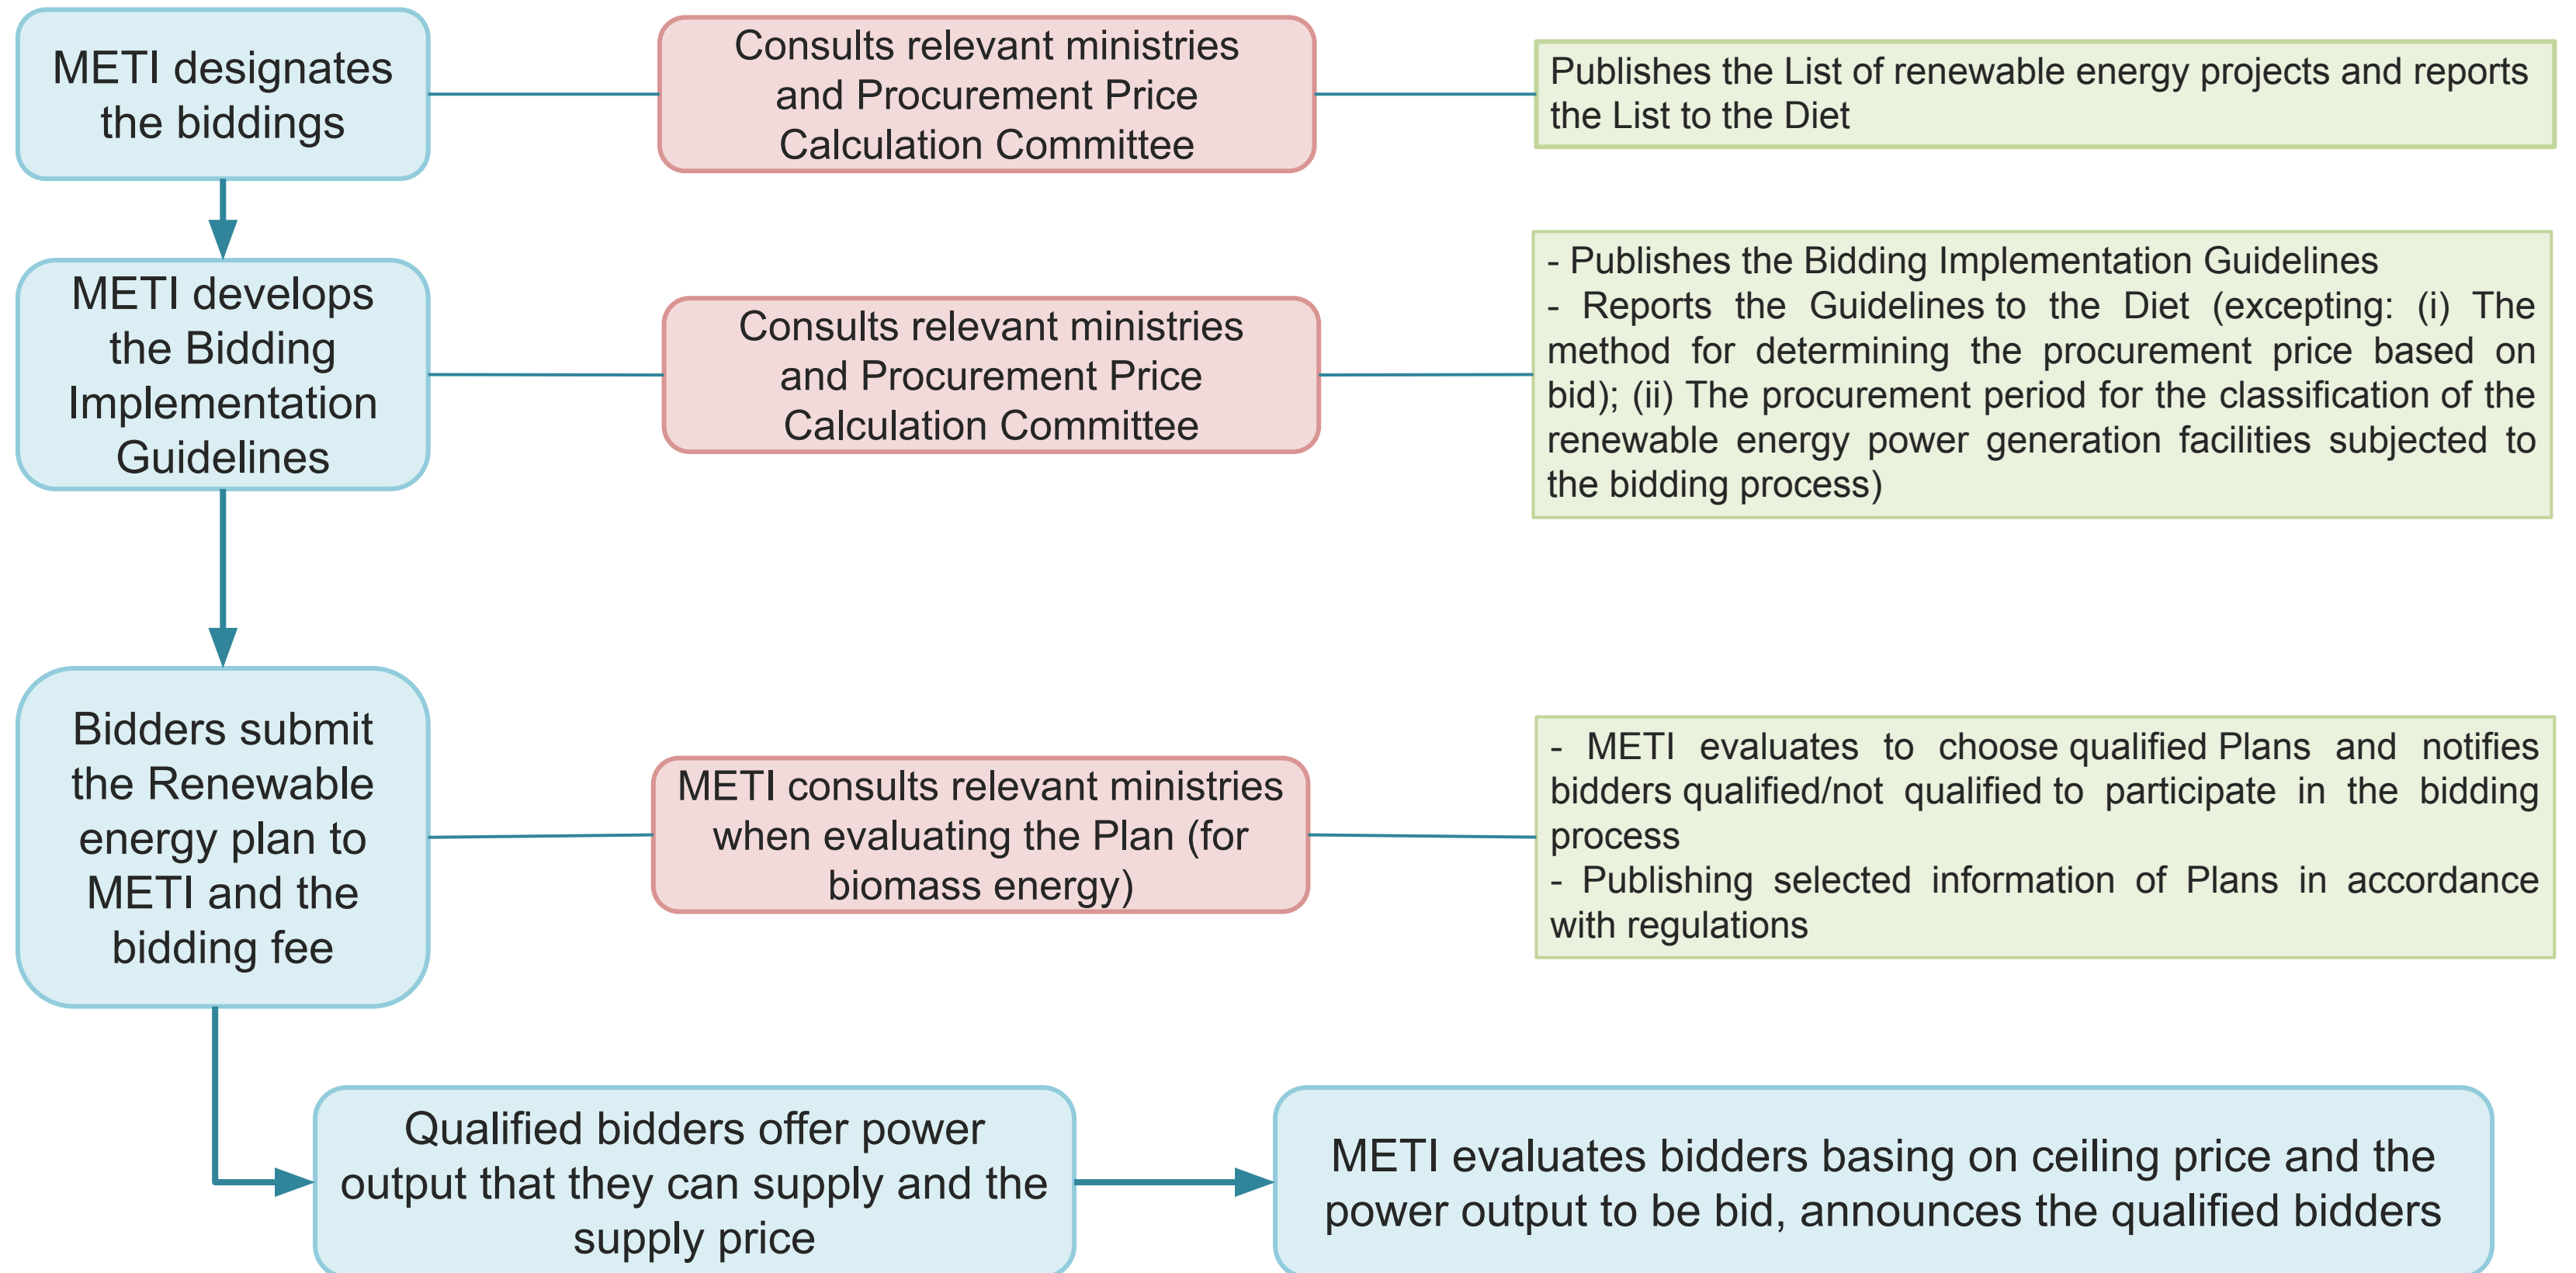 METI designates
the biddings
Consults relevant ministries
and Procurement Price
Calculation Committee
Publishes the List of renewable energy projects and reports
the List to the Diet
METI develops
the Bidding
Implementation
Guidelines
Consults relevant ministries
and Procurement Price
Calculation Committee
- Publishes the Bidding Implementation Guidelines
- Reports the Guidelines to the Diet (excepting: (i) The
method for determining the procurement price based on
bid); (ii) The procurement period for the classification of the
renewable energy power generation facilities subjected to
the bidding process)
Bidders submit
the Renewable
energy plan to
METI and the
bidding fee
METI consults relevant ministries
when evaluating the Plan (for
biomass energy)
- METI evaluates to choose qualified Plans and notifies
bidders qualified/not qualified to participate in the bidding
process
- Publishing selected information of Plans in accordance
with regulations
Qualified bidders offer power
output that they can supply and the
supply price
METI evaluates bidders basing on ceiling price and the
power output to be bid, announces the qualified bidders